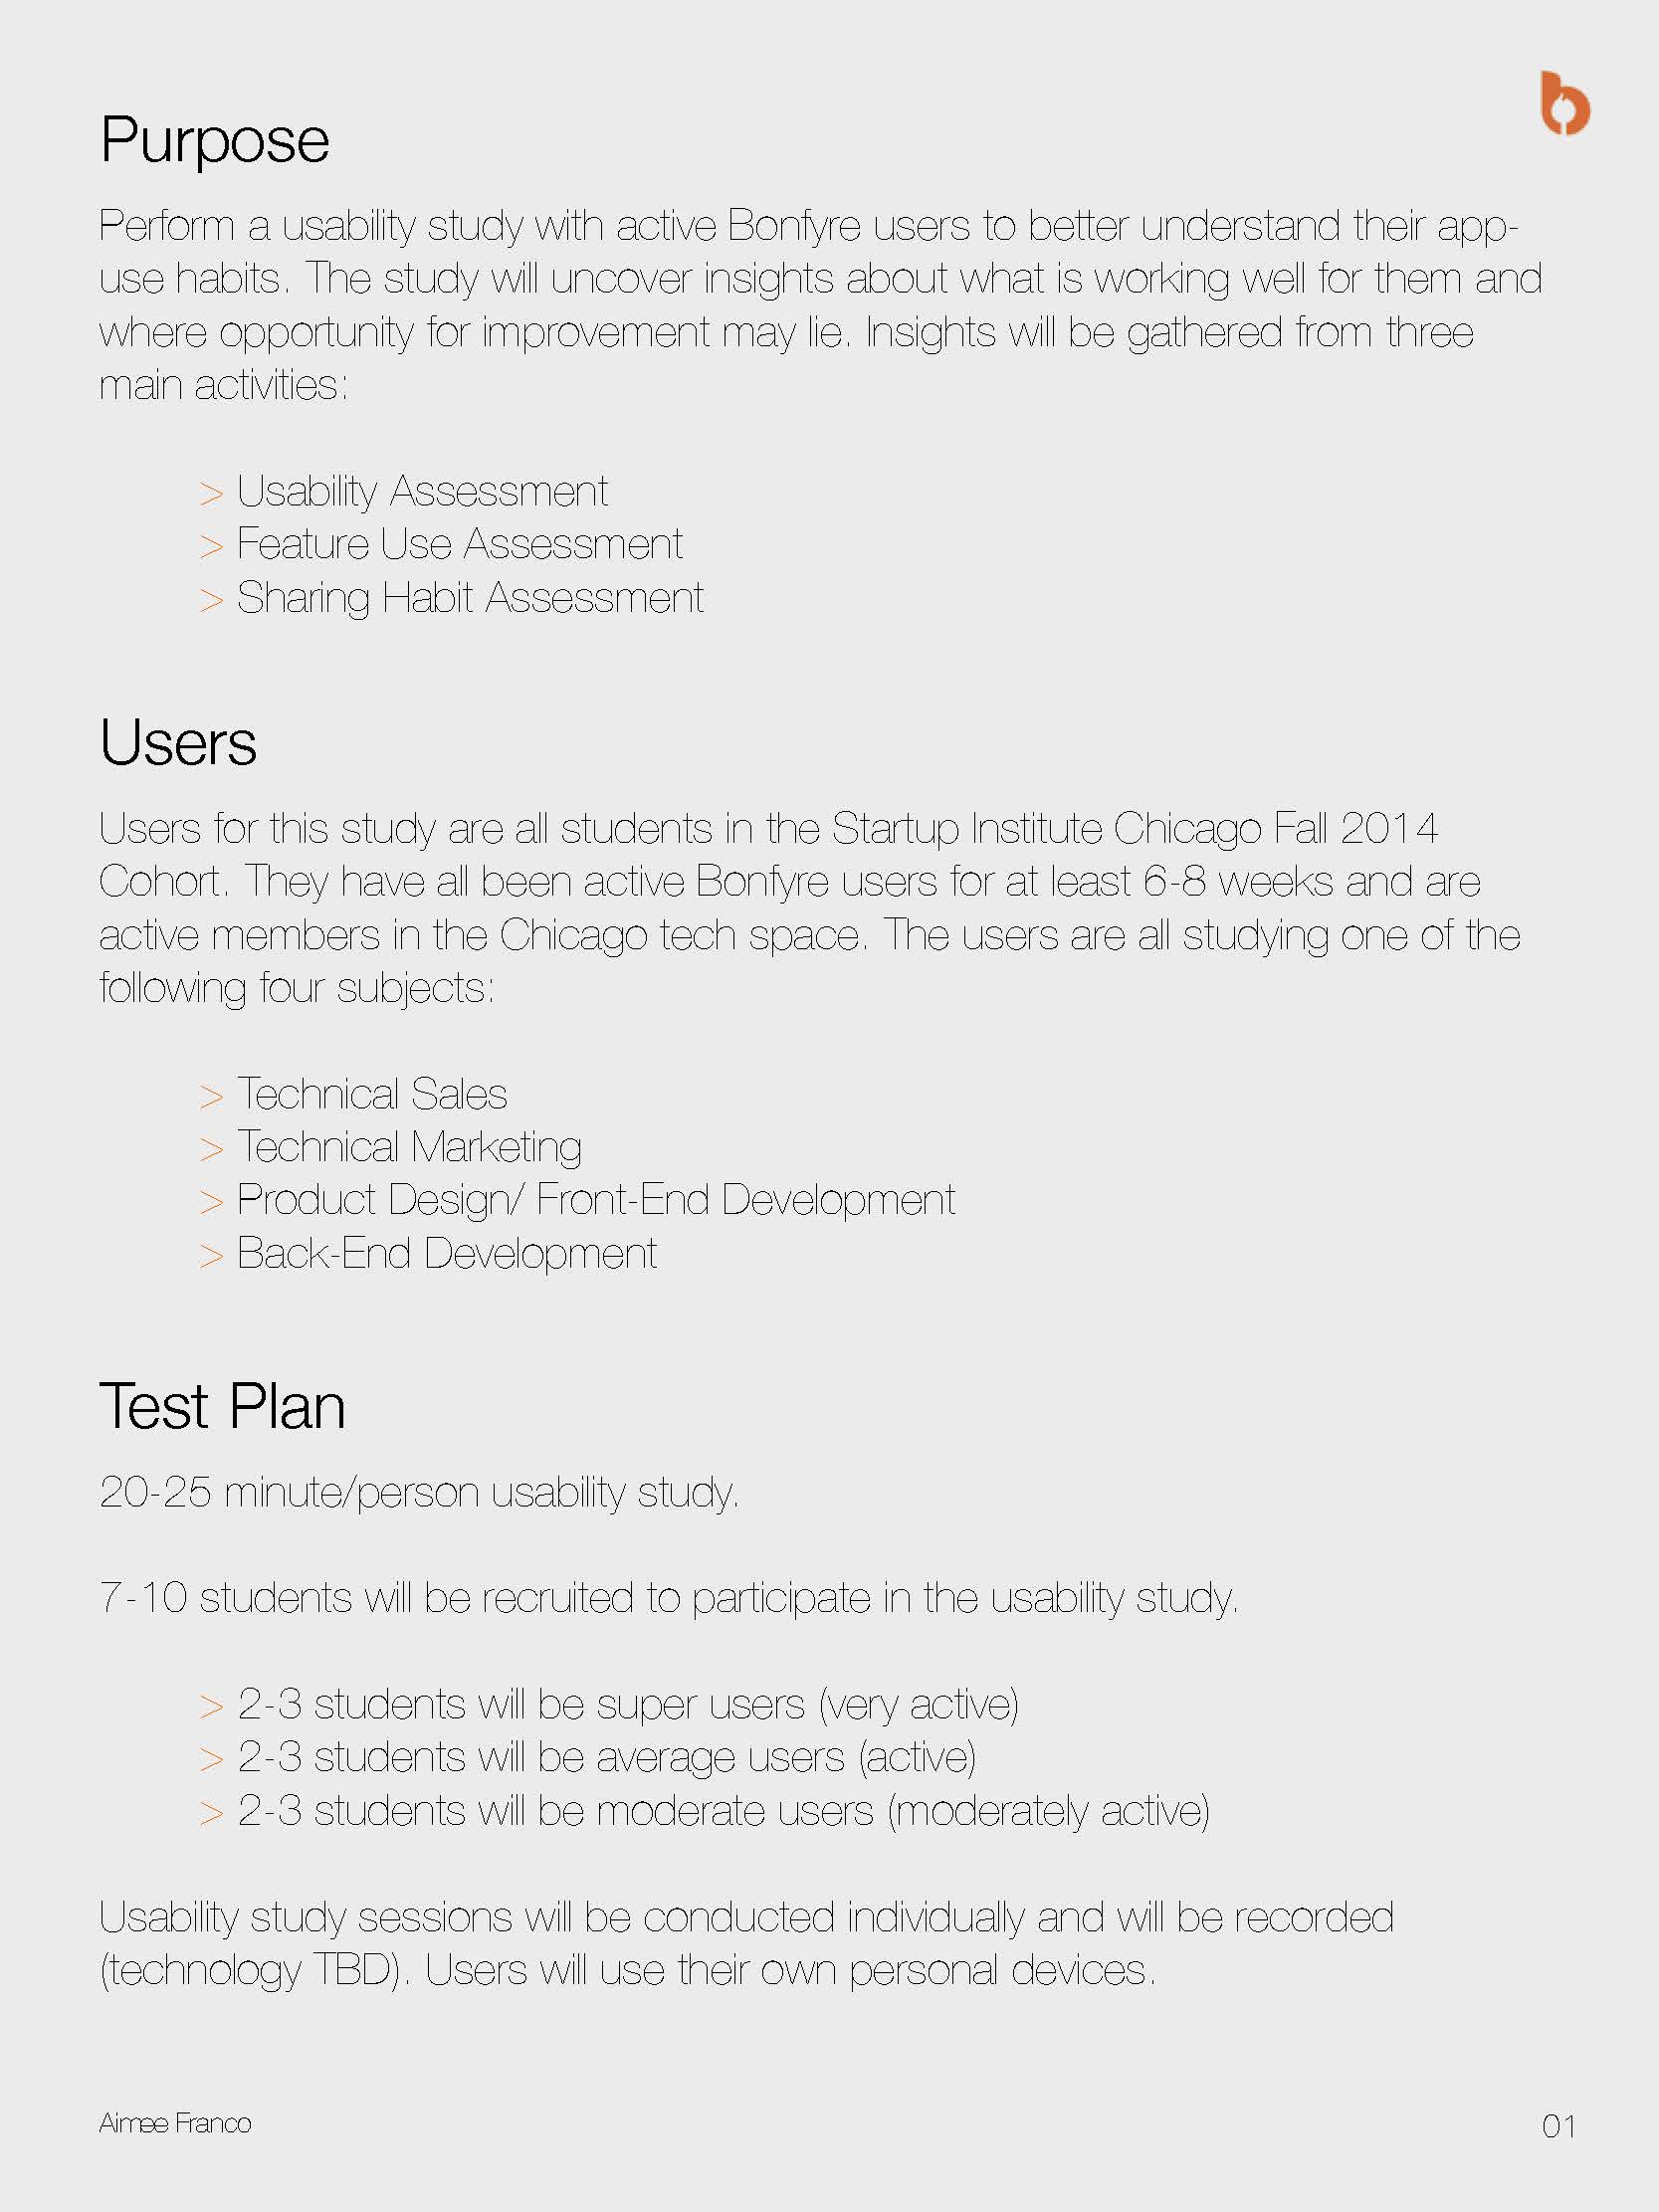 Purpose
Perform a usability study with active Bonfyre users to better understand their app-
use habits. The study will uncover insights about what is working well for them and
where opportunity for improvement may lie. Insights will be gathered from three
main activities:
> Usability Assessment
> Feature Use Assessment
> Sharing Habit Assessment
Users
Users for this study are all students in the Startup Institute Chicago Fall 2014
Cohort. They have all been active Bonfyre users for at least 6-8 weeks and are
active members in the Chicago tech space. The users are all studying one of the
following four subjects:
> Technical Sales
> Technical Marketing
> Product Design/ Front-End Development
> Back-End Development
Test Plan
20-25 minute/person usability study.
7-10 students will be recruited to participate in the usability study.
> 2-3 students will be super users (very active)
> 2-3 students will be average users (active)
> 2-3 students will be moderate users (moderately active)
Usability study sessions will be conducted individually and will be recorded
(technology TBD). Users will use their own personal devices.
Aimee Franco
01